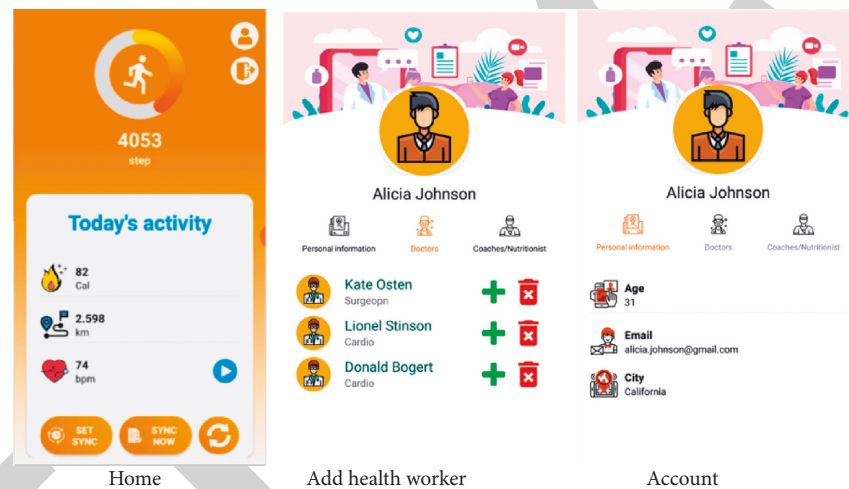 4053
step
Today's activity
82
Cal
2.598
km
74
bpm
SET
SYNC
SYNC
NOW
Home
Alicia Johnson
Personal information
Doctors
Coaches/Nutritionist
Kate Osten
Surgeopn
Lionel Stinson
Cardio
Donald Bogert
Cardio
Add health worker
Alicia Johnson
Personal information
Doctors
Coaches/Nutritionist
Age
31
Email
alicia.johnson@gmail.com
City
California
Account